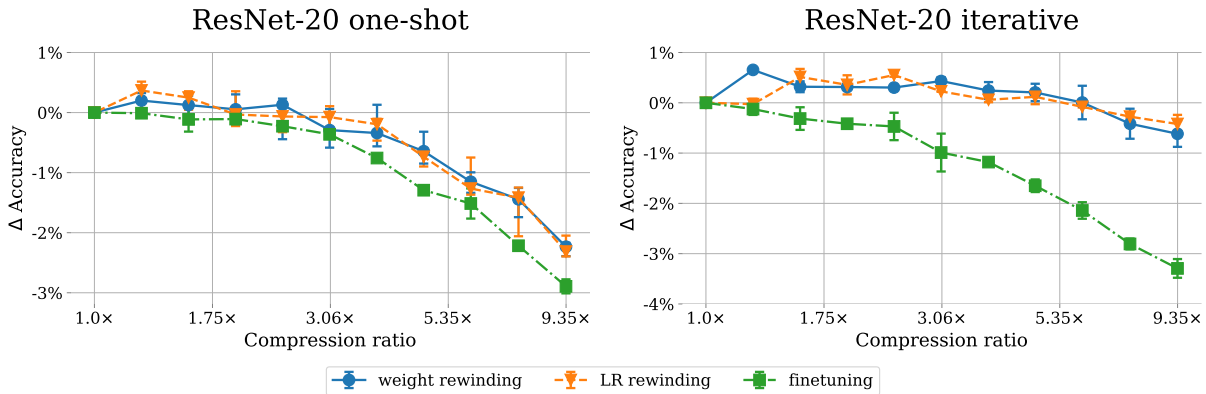 ResNet-20 one-shot
1%
0%
-1%
-2%
-3%
Δ Accuracy
1.0× 1.75× 3.06× 5.35× 9.35×
Compression ratio
ResNet-20 iterative
1%
0%
-1%
-2%
-3%
-4%
Δ Accuracy
1.0× 1.75× 3.06× 5.35× 9.35×
Compression ratio
weight rewinding LR rewinding finetuning